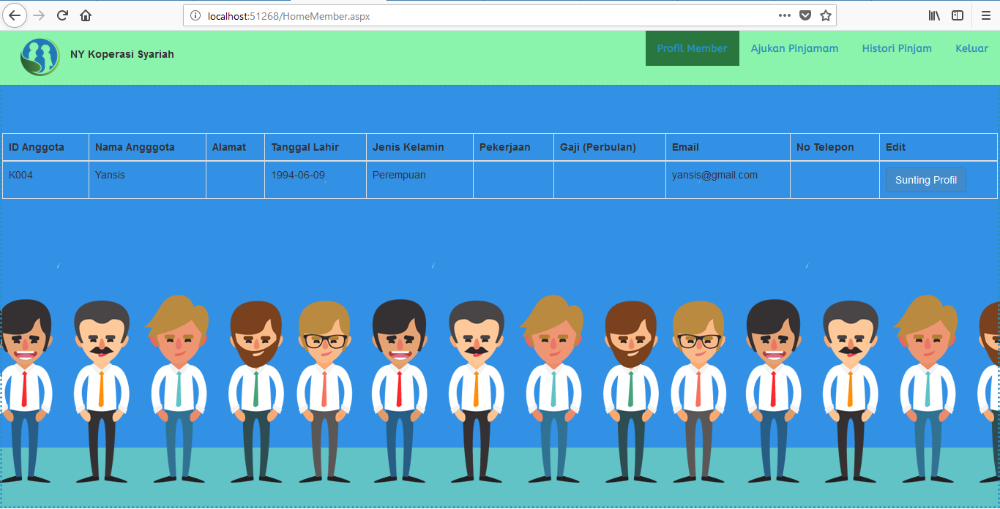 localhost:51268/HomeMember.aspx
NY Koperasi Syariah
Profil Member Ajukan Pinjamam Histori Pinjam Keluar
ID Anggota Nama Angggota Alamat Tanggal Lahir Jenis Kelamin Pekerjaan Gaji (Perbulan) Email No Telepon Edit
K004 Yansis 1994-06-09 Perempuan yansis@gmail.com Sunting Profil